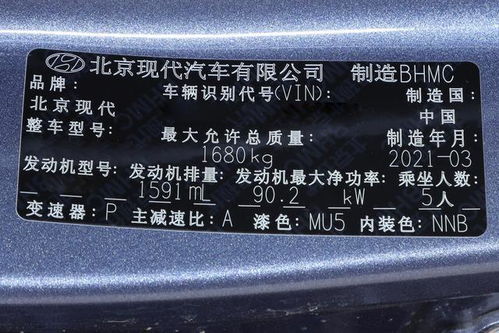 北京现代汽车有限公司 制造BHMC
品牌: 车辆识别代号(VIN): 制造国:
北京现代 中国
整车型号: 最大允许总质量: 制造年月:
1680kg 2021-03
发动机型号: 发动机排量: 发动机最大净功率: 乘坐人数:
1591mL 90.2 kW 5人
变速器: P 主减速比: A 漆色: MU5 内装色: NNB